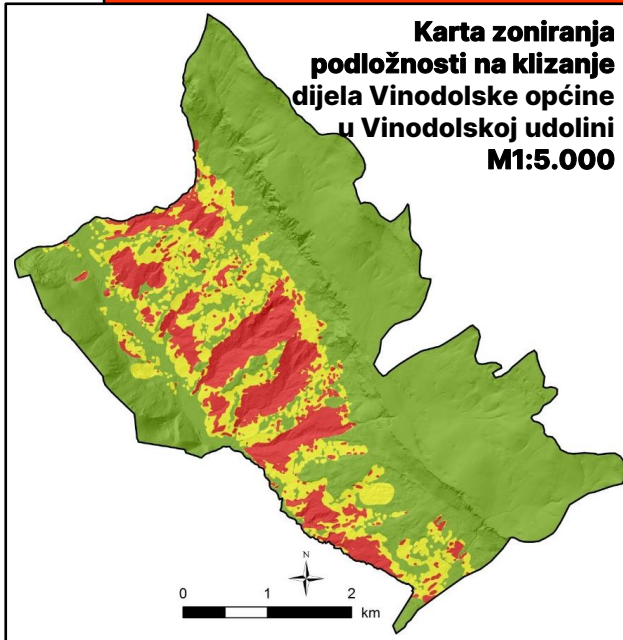 Karta zoniranja
podložnosti na klizanje
dijela Vinodolske općine
u Vinodolskoj udolini
M1:5.000
N
0 1 2
km